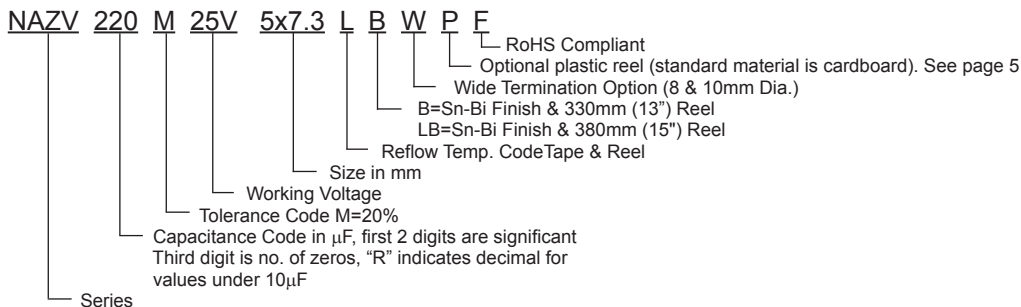 NAZV 220 M 25V 5x7.3 L B W P F
RoHS Compliant
Optional plastic reel (standard material is cardboard). See page 5
Wide Termination Option (8 & 10mm Dia.)
B=Sn-Bi Finish & 330mm (13”) Reel
LB=Sn-Bi Finish & 380mm (15") Reel
Reflow Temp. CodeTape & Reel
Size in mm
Working Voltage
Tolerance Code M=20%
Capacitance Code in μF, first 2 digits are significant
Third digit is no. of zeros, “R” indicates decimal for
values under 10μF
Series